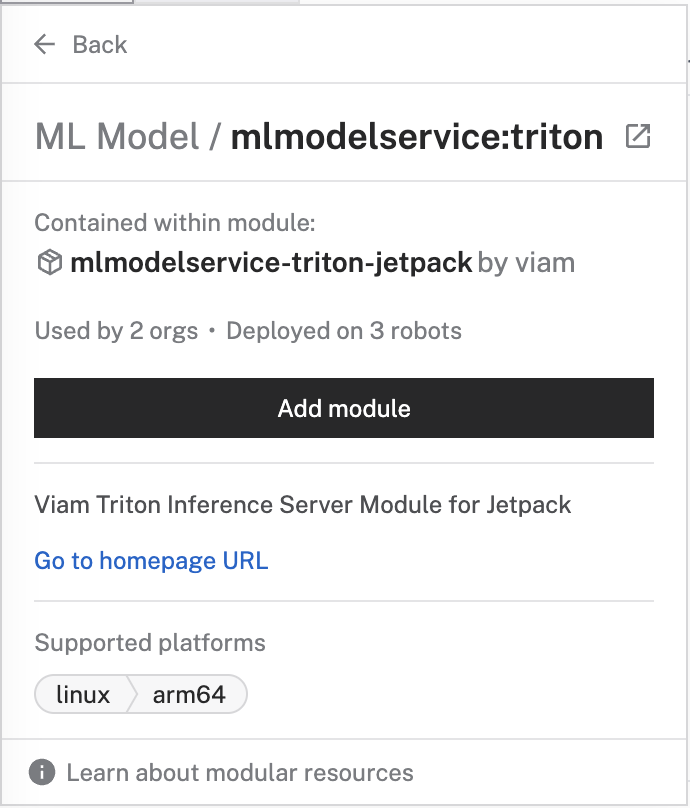 Back
ML Model / mlmodelservice:triton
Contained within module:
mlmodelservice-triton-jetpack by viam
Used by 2 orgs • Deployed on 3 robots
Add module
Viam Triton Inference Server Module for Jetpack
Go to homepage URL
Supported platforms
linux arm64
Learn about modular resources